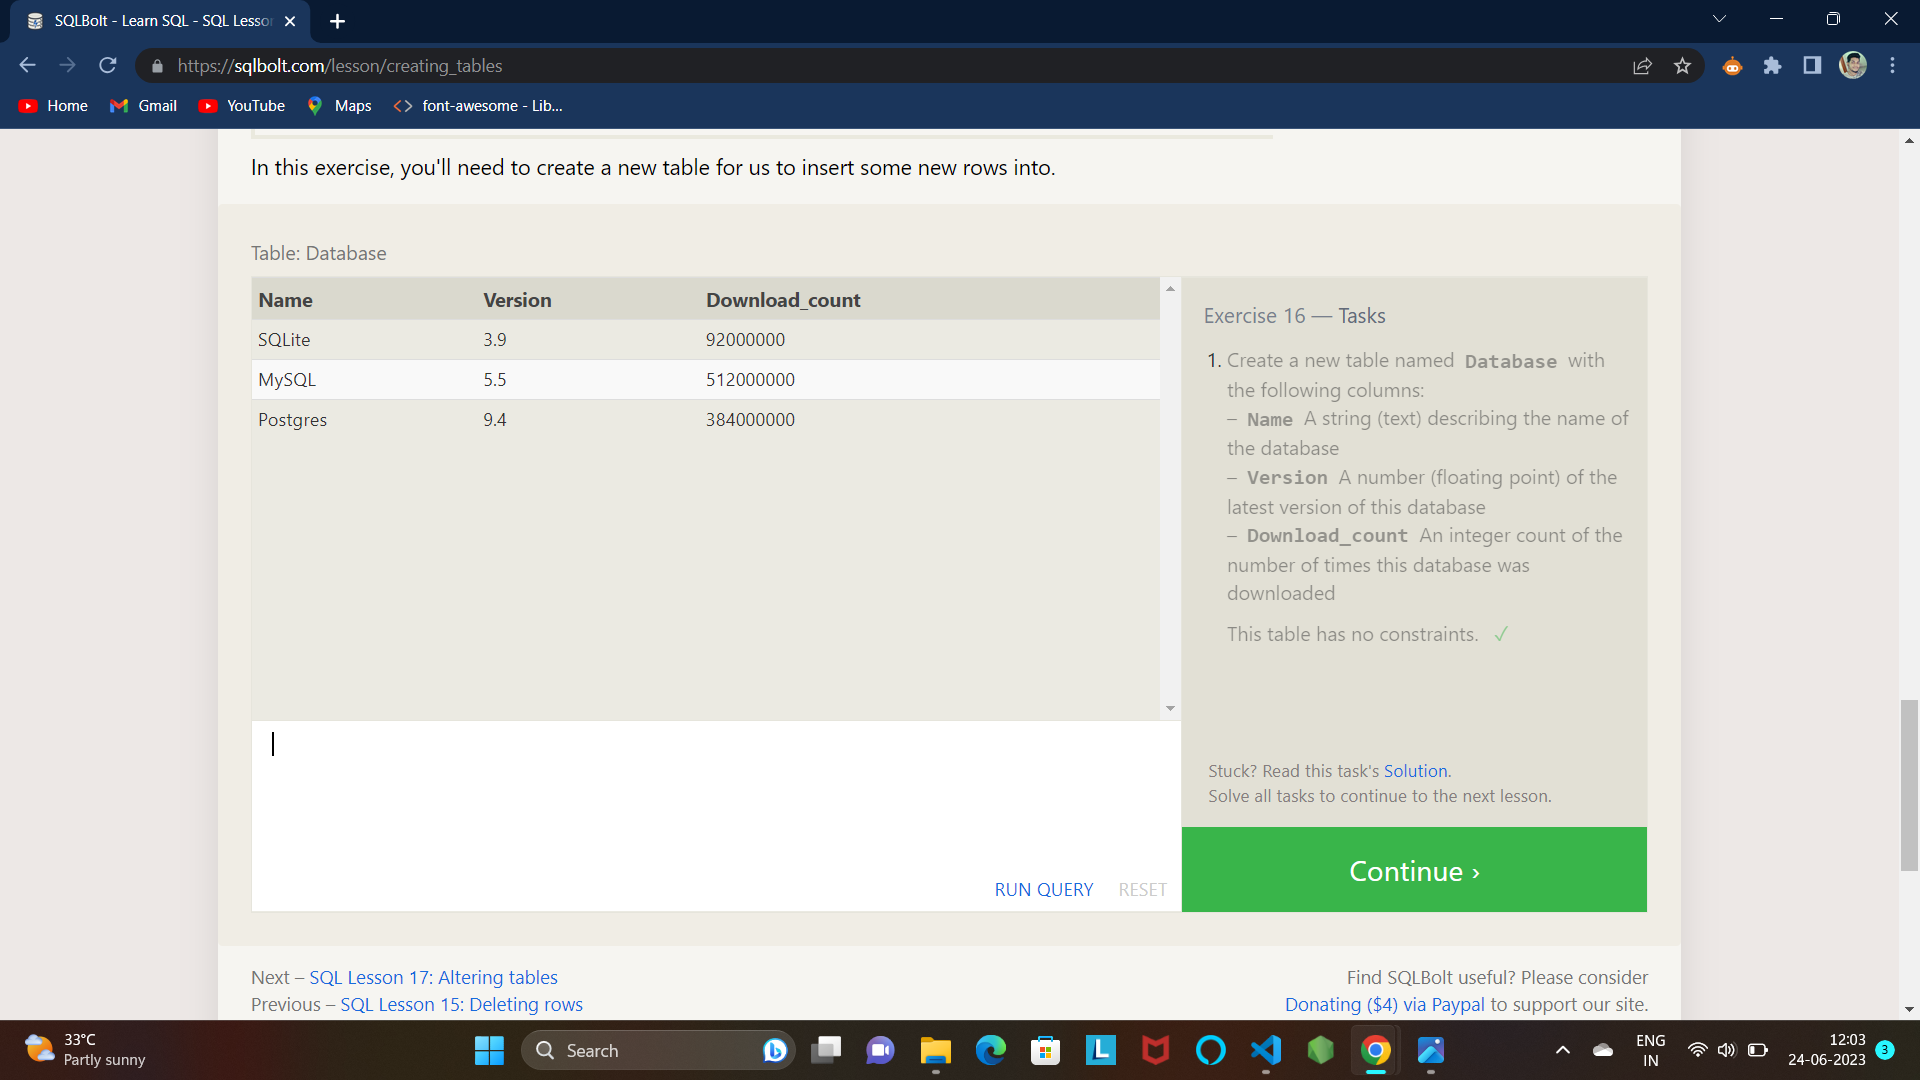 SQLBolt - Learn SQL - SQL Lesso
https://sqlbolt.com/lesson/creating_tables
Home Gmail YouTube Maps font-awesome - Lib...
In this exercise, you'll need to create a new table for us to insert some new rows into.
Table: Database
Name Version Download_count
SQLite 3.9 92000000
MySQL 5.5 512000000
Postgres 9.4 384000000
Exercise 16 — Tasks
1. Create a new table named Database with
the following columns:
– Name A string (text) describing the name of
the database
– Version A number (floating point) of the
latest version of this database
– Download_count An integer count of the
number of times this database was
downloaded
This table has no constraints. ✓
Stuck? Read this task's Solution.
Solve all tasks to continue to the next lesson.
RUN QUERY RESET
Continue ›
Next – SQL Lesson 17: Altering tables
Previous – SQL Lesson 15: Deleting rows
Find SQLBolt useful? Please consider
Donating ($4) via Paypal to support our site.
33°C
Partly sunny
Search
L
ENG
IN
12:03
24-06-2023
3